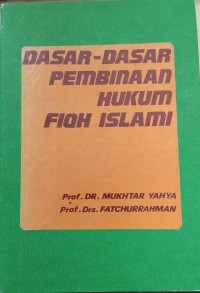 DASAR-DASAR
PEMBINAAN
HUKUM
FIQH ISLAMI
Prof. DR. MUKHTAR YAHYA
Prof. Drs. FATCHURRAHMAN